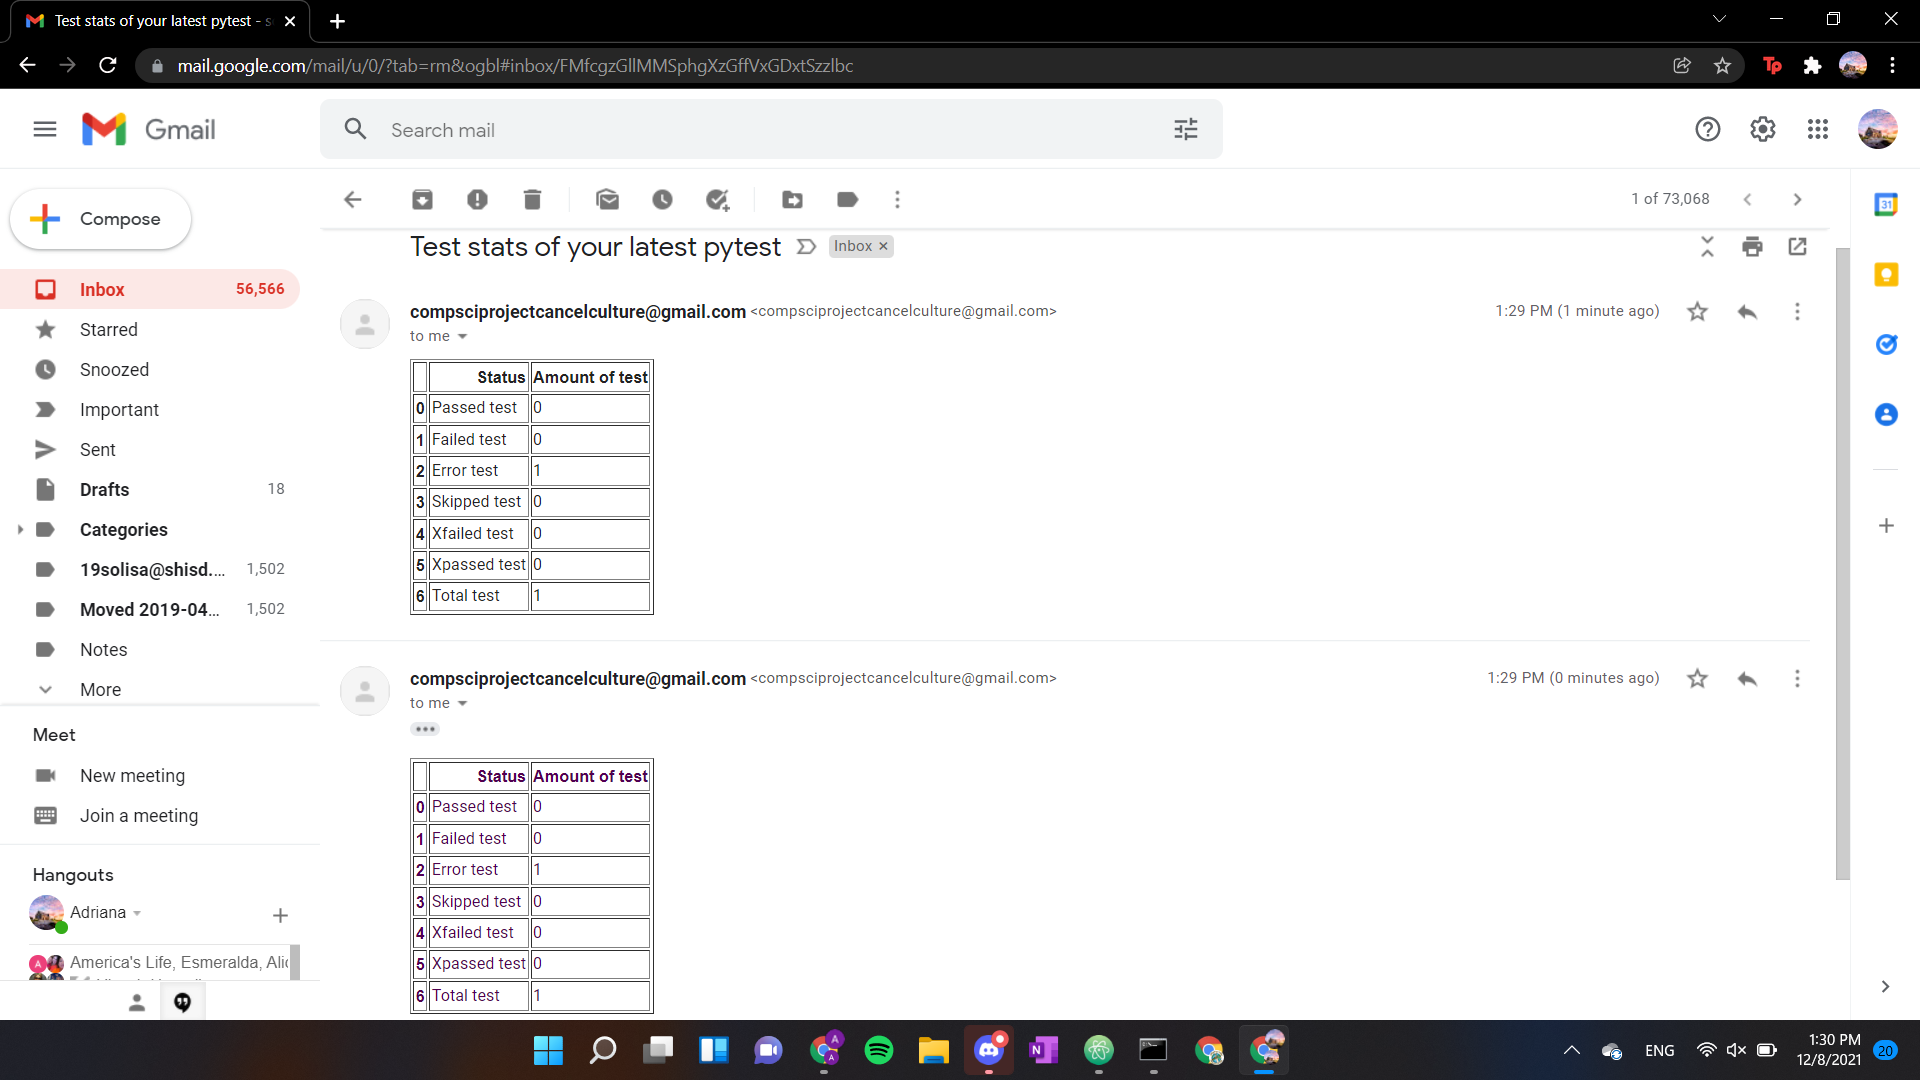 Test stats of your latest pytest - s
mail.google.com/mail/u/0/?tab=rm&ogbl#inbox/FMfcgzGllMMSphgXzGffVxGDxtSzzlbc
Tp
Gmail
Search mail
Compose
1 of 73,068
31
Test stats of your latest pytest
Inbox ×
Inbox 56,566
Starred
Snoozed
Important
Sent
Drafts 18
Categories
19solisa@shisd.... 1,502
Moved 2019-04... 1,502
Notes
More
Meet
New meeting
Join a meeting
Hangouts
Adriana
A
America's Life, Esmeralda, Alic
compsciprojectcancelculture@gmail.com <compsciprojectcancelculture@gmail.com> 1:29 PM (1 minute ago)
to me
Status Amount of test
0 Passed test 0
1 Failed test 0
2 Error test 1
3 Skipped test 0
4 Xfailed test 0
5 Xpassed test 0
6 Total test 1
compsciprojectcancelculture@gmail.com <compsciprojectcancelculture@gmail.com> 1:29 PM (0 minutes ago)
to me
Status Amount of test
0 Passed test 0
1 Failed test 0
2 Error test 1
3 Skipped test 0
4 Xfailed test 0
5 Xpassed test 0
6 Total test 1
A
A
N
ENG
1:30 PM
12/8/2021
20